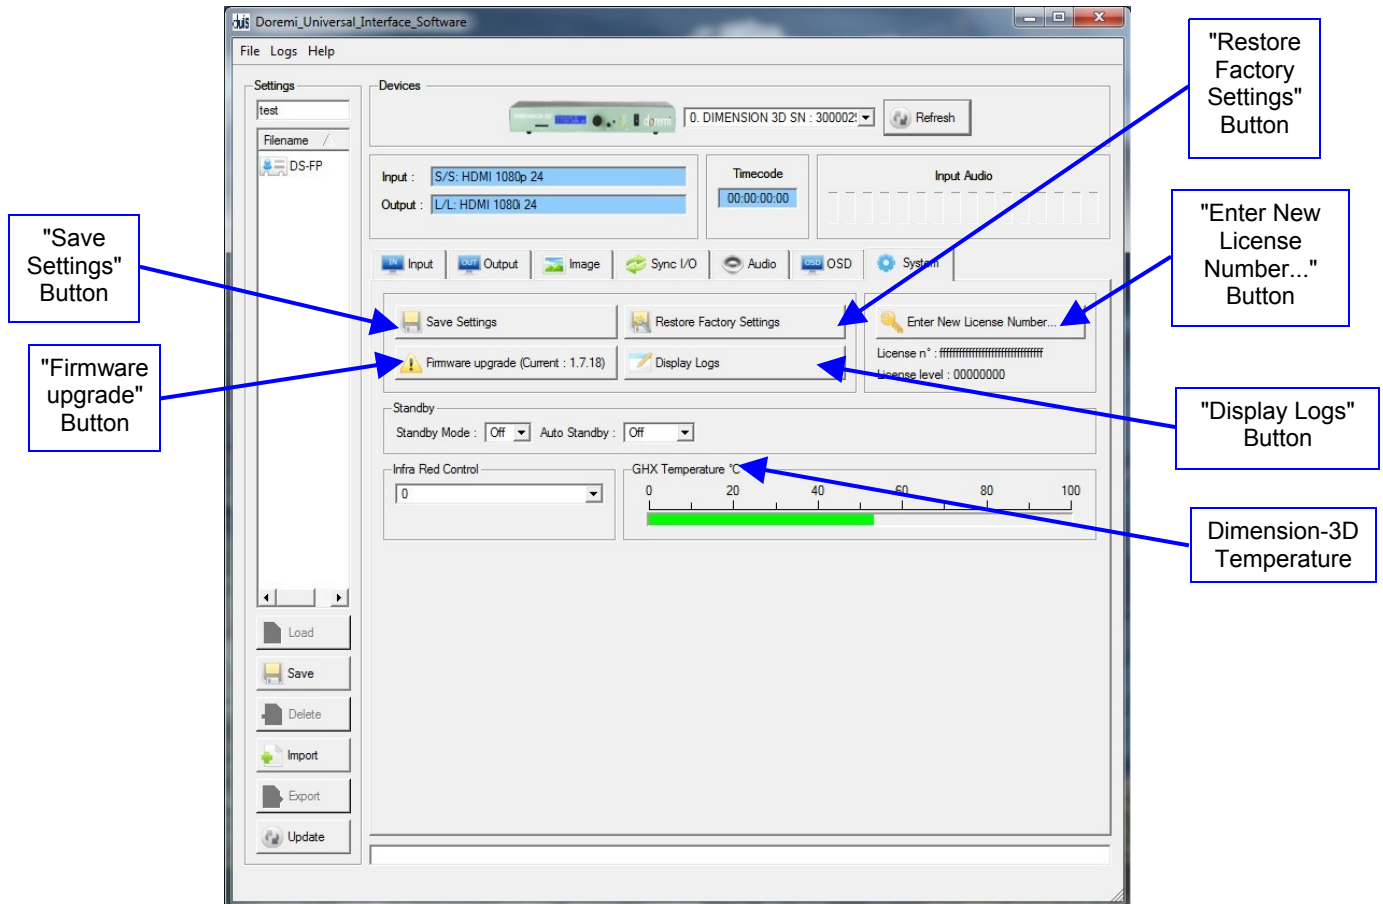 duis Doremi_Universal_Interface_Software
File Logs Help
Settings
test
Filename
DS-FP
Devices
0. DIMENSION 3D SN : 300002
Refresh
Input : S/S: HDMI 1080p 24
Output : L/L: HDMI 1080i 24
Timecode
00:00:00:00
Input Audio
IN Input
OUT Output
Image
Sync I/O
Audio
OSD OSD
System
Save Settings
Restore Factory Settings
Enter New License Number...
Firmware upgrade (Current : 1.7.18)
Display Logs
License n° : ffffffffffffffffffffffffffffffff
License level : 00000000
Standby
Standby Mode : Off
Auto Standby : Off
Infra Red Control
0
GHX Temperature °C
0 20 40 60 80 100
Load
Save
Delete
Import
Export
Update
"Save
Settings"
Button
"Firmware
upgrade"
Button
"Restore
Factory
Settings"
Button
"Enter New
License
Number..."
Button
"Display Logs"
Button
Dimension-3D
Temperature